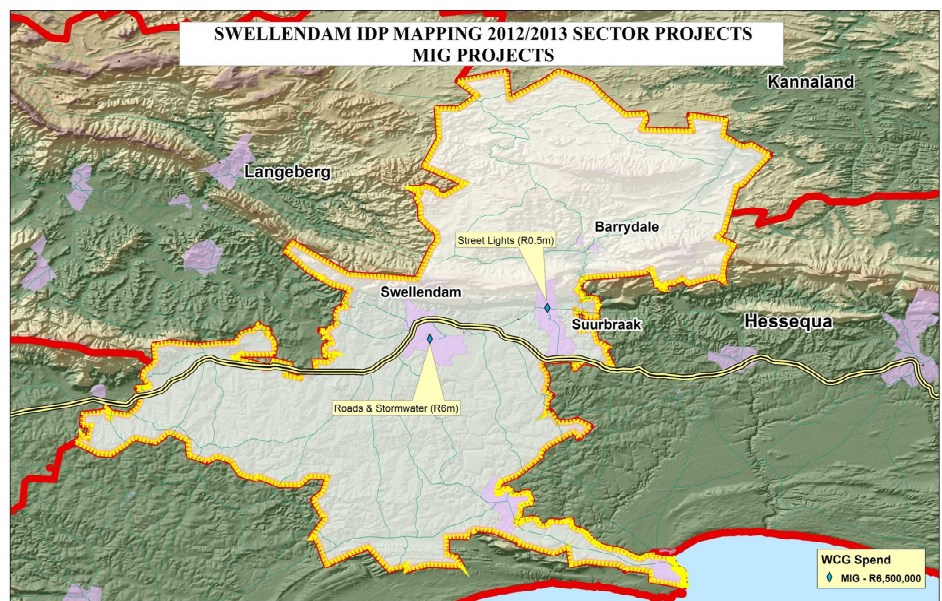 SWELLENDAM IDP MAPPING 2012/2013 SECTOR PROJECTS
MIG PROJECTS
Kannaland
Langeberg
Barrydale
Street Lights (R0.5m)
Swellendam
Suurbraak
Hessequa
Roads & Stormwater (R6m)
WCG Spend
MIG - R6,500,000